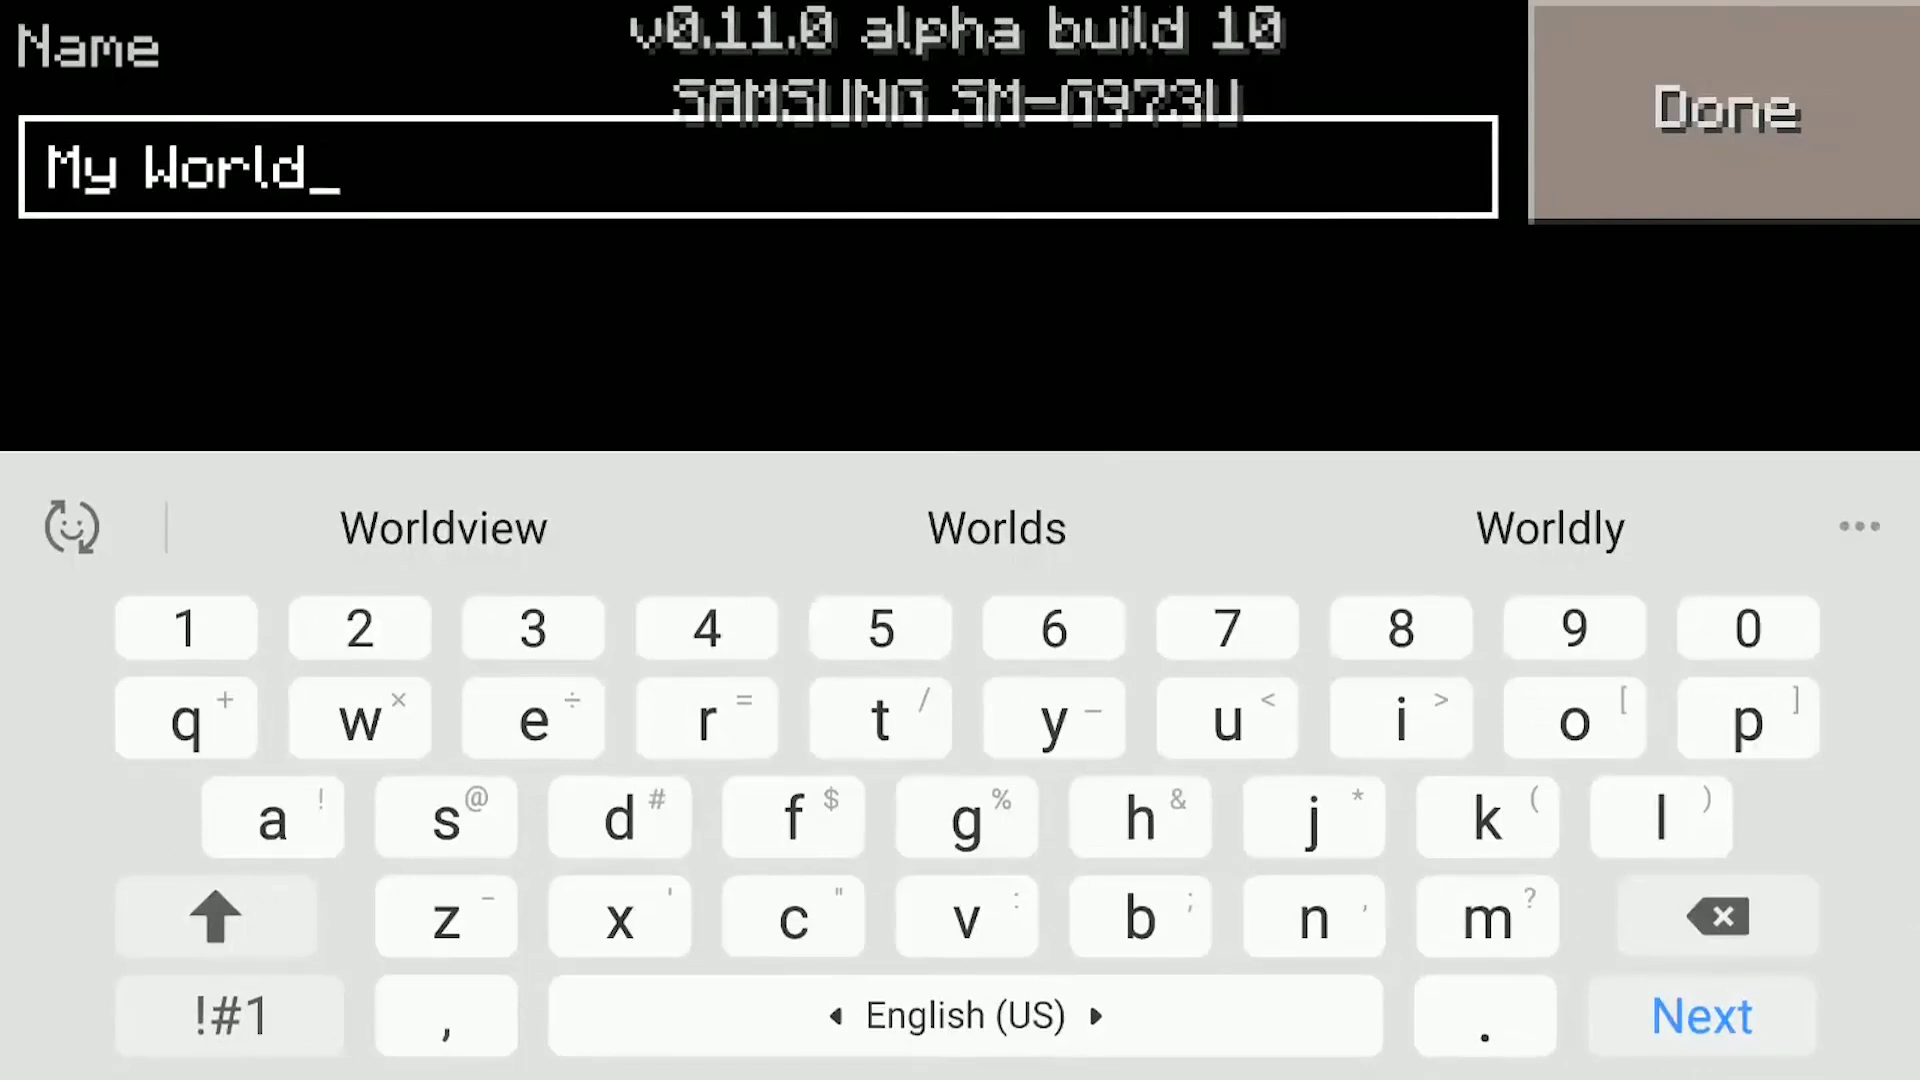 Name
v0.11.0 alpha build 10
SAMSUNG SM-G973U
Done
My World_
Worldview Worlds Worldly
1 2 3 4 5 6 7 8 9 0
q + w × e ÷ r = t / y _ u < i > o [ p ]
a ! s @ d # f $ g % h & j * k ( l )
z - x ' c " v : b ; n , m ?
!#1 , English (US) . Next